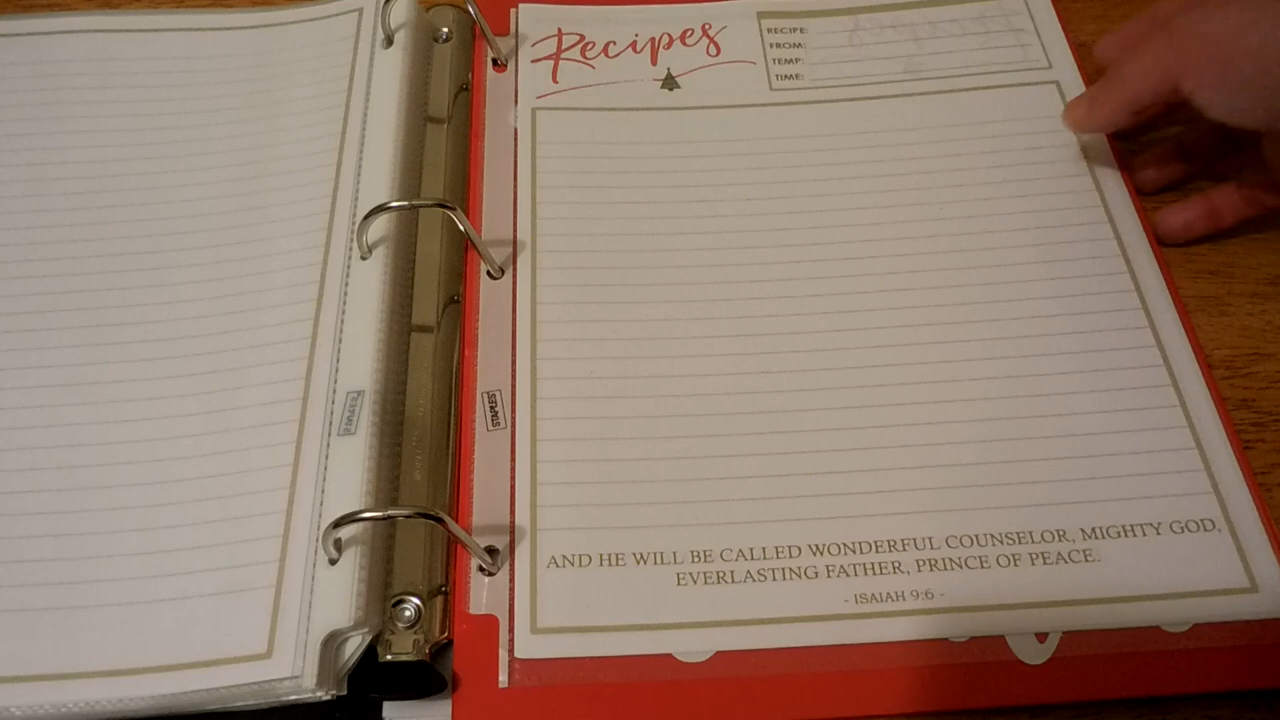 Recipes
RECIPE:
FROM:
TEMP:
TIME:
STAPLES
AND HE WILL BE CALLED WONDERFUL COUNSELOR, MIGHTY GOD,
EVERLASTING FATHER, PRINCE OF PEACE.
- ISAIAH 9:6 -